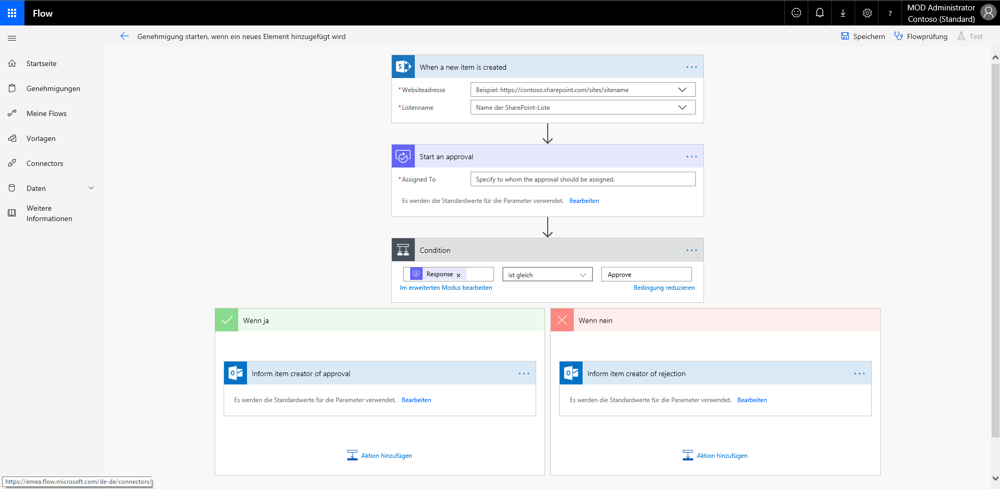 Flow
?
MOD Administrator
Contoso (Standard)
Genehmigung starten, wenn ein neues Element hinzugefügt wird
Speichern
Flowprüfung
Test
Startseite
Genehmigungen
Meine Flows
Vorlagen
Connectors
Daten
Weitere
Informationen
When a new item is created
* Websiteadresse
Beispiel: https://contoso.sharepoint.com/sites/sitename
* Listenname
Name der SharePoint-Liste
Start an approval
* Assigned To
Specify to whom the approval should be assigned.
Es werden die Standardwerte für die Parameter verwendet. Bearbeiten
Condition
Response x
ist gleich
Approve
Im erweiterten Modus bearbeiten
Bedingung reduzieren
Wenn ja
Inform item creator of approval
Es werden die Standardwerte für die Parameter verwendet. Bearbeiten
Aktion hinzufügen
Wenn nein
Inform item creator of rejection
Es werden die Standardwerte für die Parameter verwendet. Bearbeiten
Aktion hinzufügen
https://emea.flow.microsoft.com/de-de/connectors/